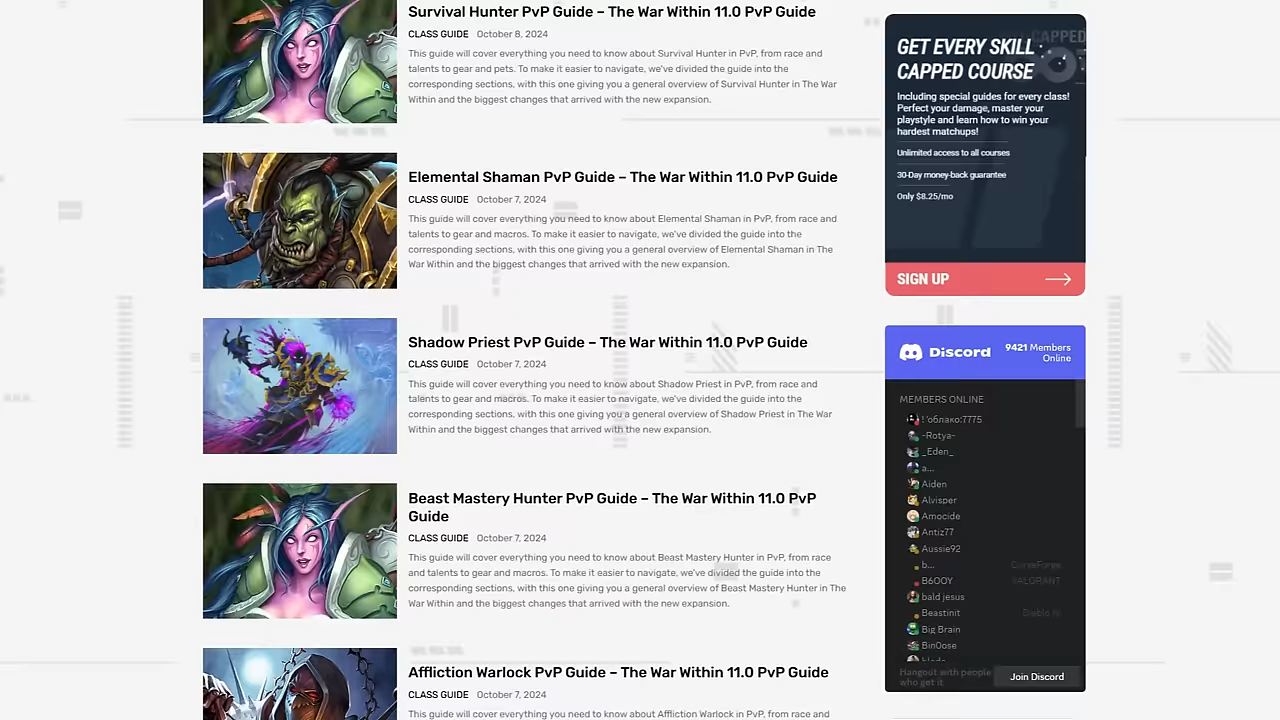 Survival Hunter PvP Guide – The War Within 11.0 PvP Guide
CLASS GUIDE October 8, 2024
This guide will cover everything you need to know about Survival Hunter in PvP, from race and
talents to gear and pets. To make it easier to navigate, we've divided the guide into the
corresponding sections, with this one giving you a general overview of Survival Hunter in The War
Within and the biggest changes that arrived with the new expansion.
Elemental Shaman PvP Guide – The War Within 11.0 PvP Guide
CLASS GUIDE October 7, 2024
This guide will cover everything you need to know about Elemental Shaman in PvP, from race and
talents to gear and macros. To make it easier to navigate, we've divided the guide into the
corresponding sections, with this one giving you a general overview of Elemental Shaman in The
War Within and the biggest changes that arrived with the new expansion.
Shadow Priest PvP Guide – The War Within 11.0 PvP Guide
CLASS GUIDE October 7, 2024
This guide will cover everything you need to know about Shadow Priest in PvP, from race and
talents to gear and macros. To make it easier to navigate, we've divided the guide into the
corresponding sections, with this one giving you a general overview of Shadow Priest in The War
Within and the biggest changes that arrived with the new expansion.
Beast Mastery Hunter PvP Guide – The War Within 11.0 PvP
Guide
CLASS GUIDE October 7, 2024
This guide will cover everything you need to know about Beast Mastery Hunter in PvP, from race
and talents to gear and macros. To make it easier to navigate, we've divided the guide into the
corresponding sections, with this one giving you a general overview of Beast Mastery Hunter in The
War Within and the biggest changes that arrived with the new expansion.
Affliction Warlock PvP Guide – The War Within 11.0 PvP Guide
CLASS GUIDE October 7, 2024
This guide will cover everything you need to know about Affliction Warlock in PvP, from race and
CAPPED
GET EVERY SKILL
CAPPED COURSE
Including special guides for every class!
Perfect your damage, master your
playstyle and learn how to win your
hardest matchups!
Unlimited access to all courses
30-Day money-back guarantee
Only $8.25/mo
SIGN UP
Discord
9421 Members
Online
MEMBERS ONLINE
-Rotya-
_Eden_
a...
Aiden
Alvisper
Amocide
Antiz77
Aussie92
b... CurseForge
B6OOY VALORANT
bald jesus
Beastinit Diablo IV
Big Brain
Hangout with people
who get it
Join Discord